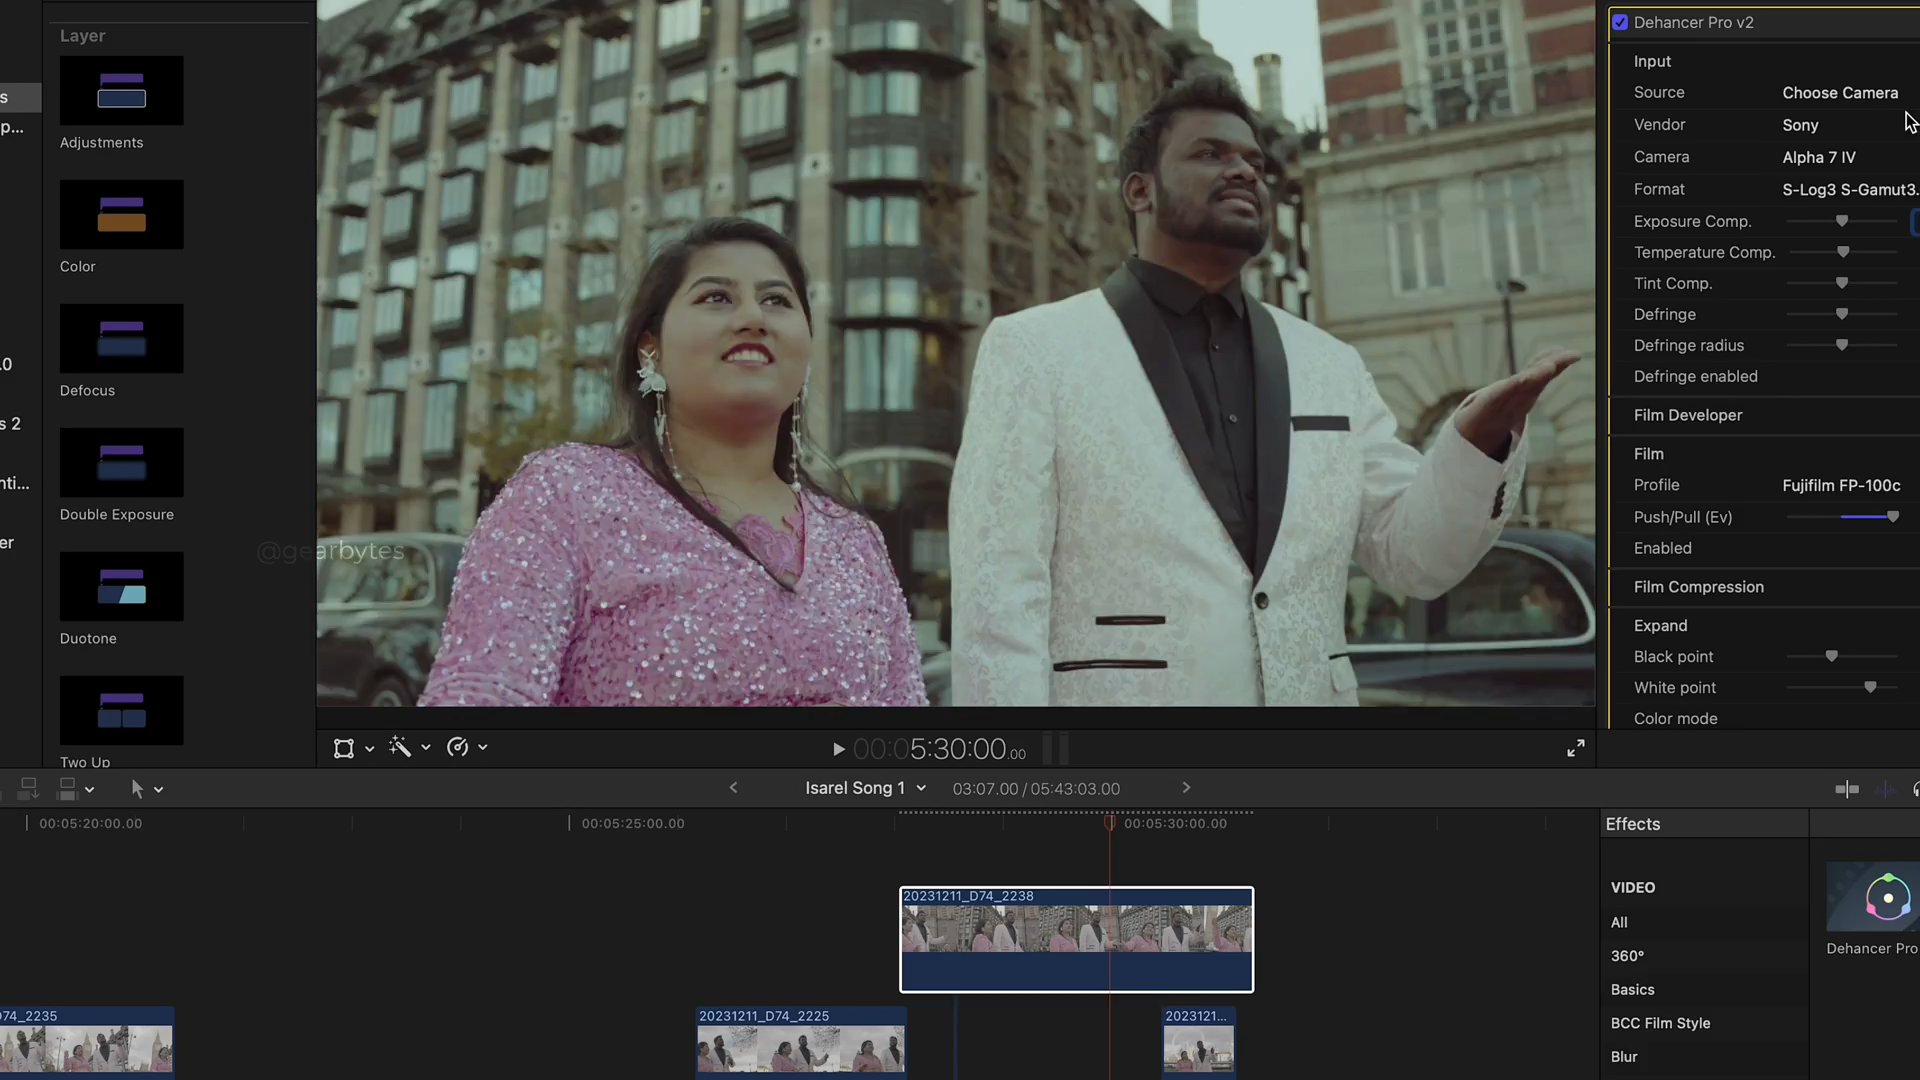 Layer
Adjustments
Color
Defocus
Double Exposure
Duotone
Two Up
s
p...
.0
s 2
nti...
er
@gearbytes
Dehancer Pro v2
Input
Source Choose Camera
Vendor Sony
Camera Alpha 7 IV
Format S-Log3 S-Gamut3.
Exposure Comp.
Temperature Comp.
Tint Comp.
Defringe
Defringe radius
Defringe enabled
Film Developer
Film
Profile Fujifilm FP-100c
Push/Pull (Ev)
Enabled
Film Compression
Expand
Black point
White point
Color mode
00:05:30:00.00
Isarel Song 1
03:07.00 / 05:43:03.00
00:05:20:00.00
00:05:25:00.00
00:05:30:00.00
20231211_D74_2238
D74_2235
20231211_D74_2225
2023121...
Effects
VIDEO
All
360°
Basics
BCC Film Style
Blur
Dehancer Pro